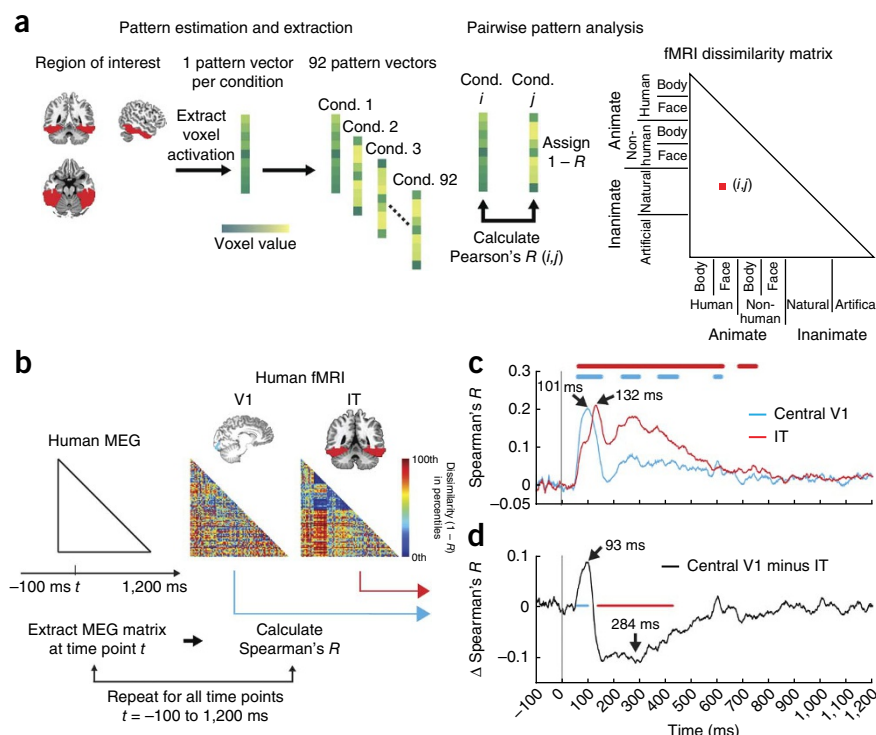 a
Pattern estimation and extraction
Pairwise pattern analysis
Region of interest
1 pattern vector
per condition
92 pattern vectors
Extract
voxel
activation
Cond. 1
Cond. 2
Cond. 3
Cond. 92
Voxel value
Cond.
i
Cond.
j
Assign
1 – R
Calculate
Pearson's R (i,j)
fMRI dissimilarity matrix
Animate
Human
Body
Face
Non-
human
Body
Face
Inanimate
Natural
Artificial
(i,j)
Body
Face
Body
Face
Human
Non-
human
Natural
Artifica
Animate
Inanimate
b
Human fMRI
V1
IT
Human MEG
100th
0th
Dissimilarity (1 – R)
in percentiles
–100 ms
t
1,200 ms
Extract MEG matrix
at time point t
Calculate
Spearman's R
Repeat for all time points
t = –100 to 1,200 ms
c
0.3
0.2
0.1
0
–0.05
Spearman's R
101 ms
132 ms
Central V1
IT
d
0.1
0
–0.1
Δ Spearman's R
93 ms
284 ms
Central V1 minus IT
–100
0
100
200
300
400
500
600
700
800
900
1,000
1,100
1,200
Time (ms)